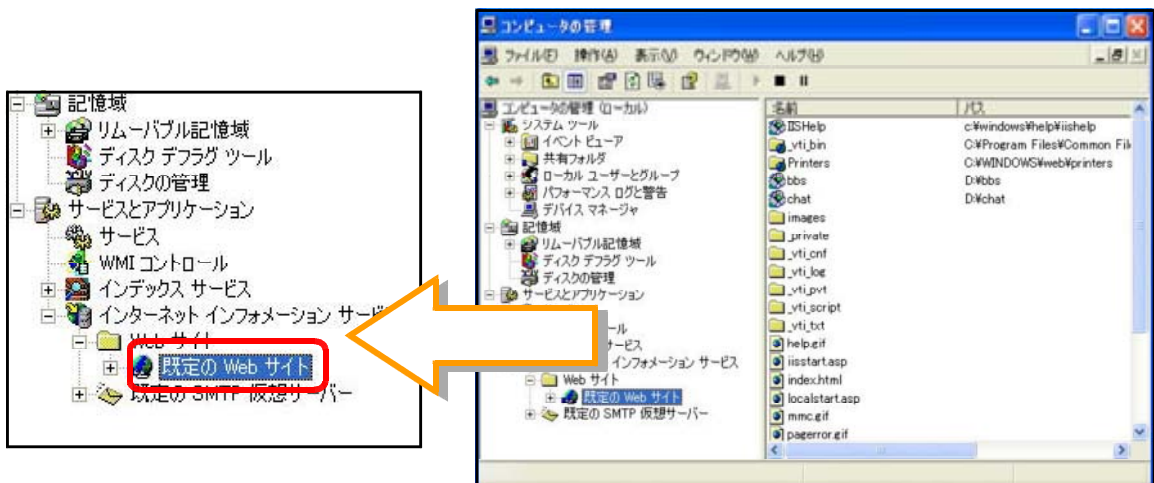 記憶域
リムーバブル記憶域
ディスク デフラグ ツール
ディスクの管理
サービスとアプリケーション
サービス
WMI コントロール
インデックス サービス
インターネット インフォメーション サービ
Web サイト
既定の Web サイト
既定の SMTP 仮想サーバー
コンピュータの管理
ファイル(F) 操作(A) 表示(V) ウィンドウ(W) ヘルプ(H)
コンピュータの管理 (ローカル)
システム ツール
イベント ビューア
共有フォルダ
ローカル ユーザーとグループ
パフォーマンス ログと警告
デバイス マネージャ
記憶域
リムーバブル記憶域
ディスク デフラグ ツール
ディスクの管理
サービスとアプリケーション
ール
サービス
インフォメーション サービス
Web サイト
既定の Web サイト
既定の SMTP 仮想サーバー
名前 パス
IISHelp c:¥windows¥help¥iishelp
_vti_bin C:¥Program Files¥Common Fil
Printers C:¥WINDOWS¥web¥printers
bbs D:¥bbs
chat D:¥chat
images
_private
_vti_cnf
_vti_log
_vti_pvt
_vti_script
_vti_txt
help.gif
iisstart.asp
index.html
localstart.asp
mmc.gif
pagerror.gif